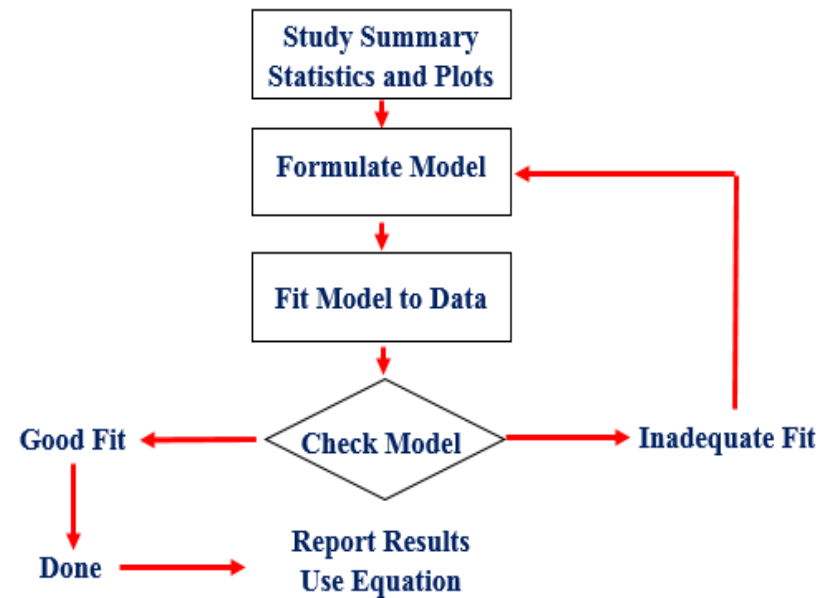 Study Summary
Statistics and Plots
Formulate Model
Fit Model to Data
Good Fit
Check Model
Inadequate Fit
Done
Report Results
Use Equation